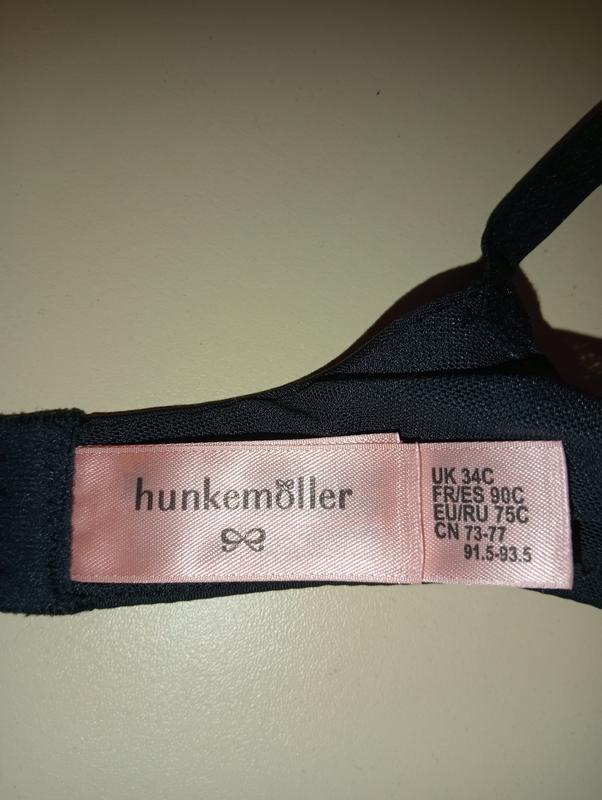 hunkemöller
UK 34C
FR/ES 90C
EU/RU 75C
CN 73-77
91.5-93.5